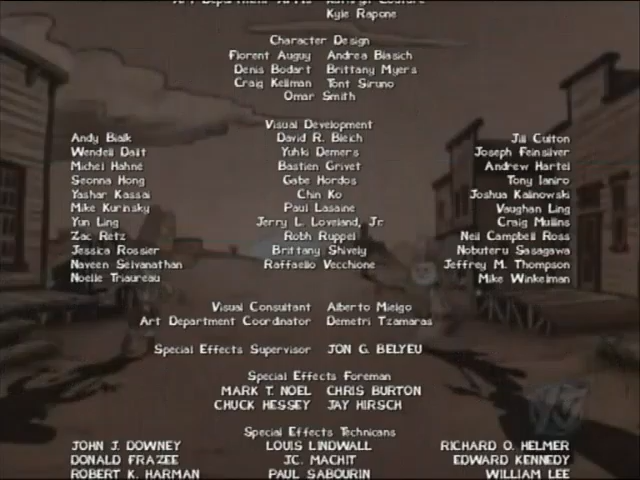 Kyle Rapone
Character Design
Florent Auguy Andrea Blasich
Denis Bodart Brittany Myers
Craig Kellman Tont Siruno
Omar Smith
Visual Development
Andy Bialk David R. Bleich Jill Culton
Wendell Dalit Yuhki Demers Joseph Feinsilver
Michel Hahne Bastien Grivet Andrew Hartel
Seonna Hong Gabe Hordos Tony Ianiro
Yashar Kassai Chin Ko Joshua Kalinowski
Mike Kurinsky Paul Lasaine Vaughan Ling
Yun Ling Jerry L. Loveland, Jr. Craig Mullins
Zac Retz Robh Ruppel Neil Campbell Ross
Jessica Rossier Brittany Shively Nobuteru Sasagawa
Naveen Selvanathan Raffaello Vecchione Jeffrey M. Thompson
Noelle Triaureau Mike Winkelman
Visual Consultant Alberto Mielgo
Art Department Coordinator Demetri Tzamaras
Special Effects Supervisor JON G. BELYEU
Special Effects Foreman
MARK T. NOEL CHRIS BURTON
CHUCK HESSEY JAY HIRSCH
Special Effects Technicans
JOHN J. DOWNEY LOUIS LINDWALL RICHARD O. HELMER
DONALD FRAZEE JC. MACHIT EDWARD KENNEDY
ROBERT K. HARMAN PAUL SABOURIN WILLIAM LEE